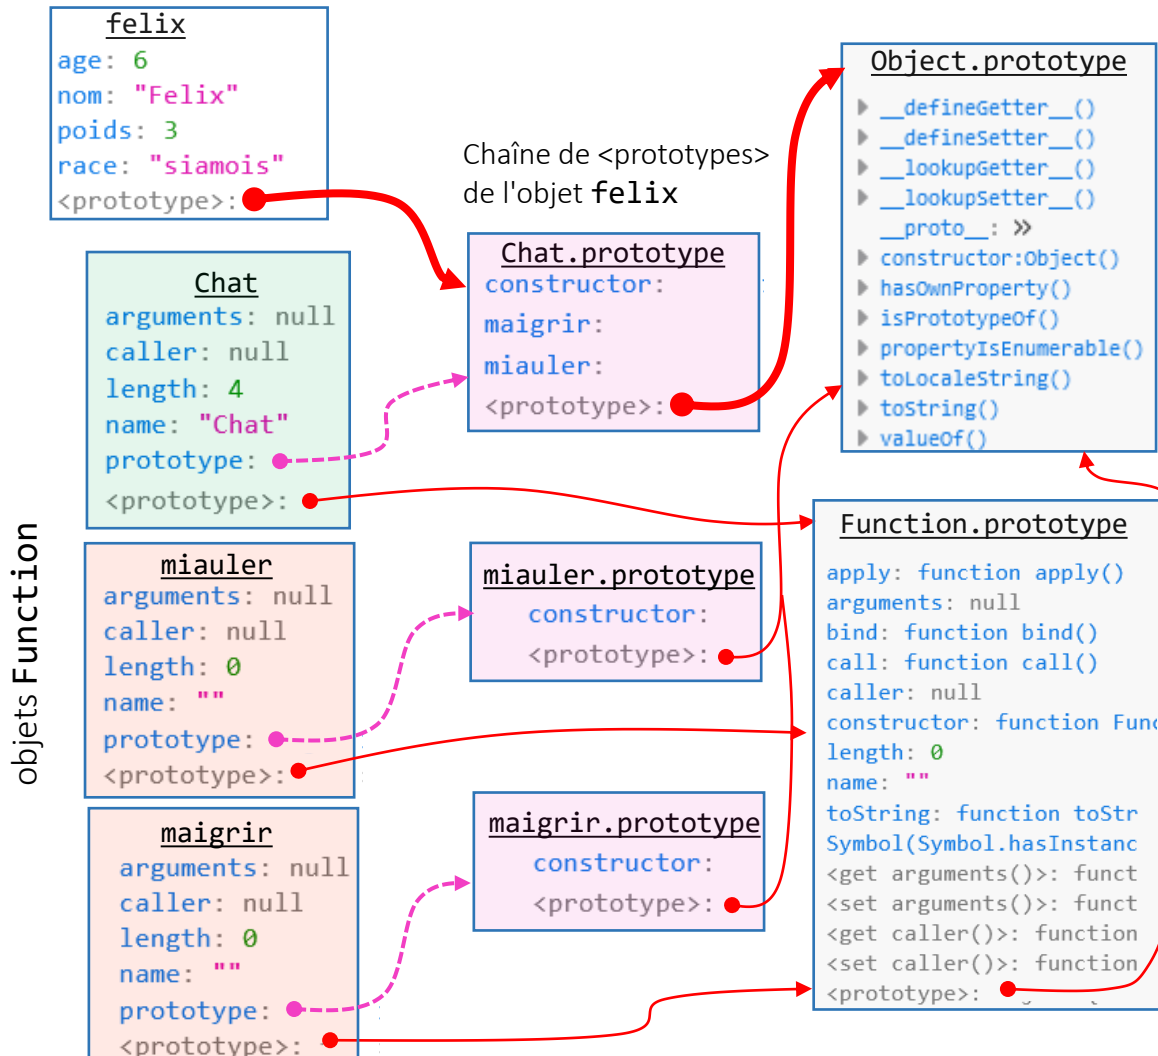 felix
age: 6
nom: "Felix"
poids: 3
race: "siamois"
<prototype>:
Chaîne de <prototypes>
de l'objet felix
Object.prototype
__defineGetter__()
__defineSetter__()
__lookupGetter__()
__lookupSetter__()
__proto__: »
constructor:Object()
hasOwnProperty()
isPrototypeOf()
propertyIsEnumerable()
toLocaleString()
toString()
valueOf()
Chat.prototype
constructor:
maigrir:
miauler:
<prototype>:
Chat
arguments: null
caller: null
length: 4
name: "Chat"
prototype:
<prototype>:
objets Function
miauler
arguments: null
caller: null
length: 0
name: ""
prototype:
<prototype>:
miauler.prototype
constructor:
<prototype>:
Function.prototype
apply: function apply()
arguments: null
bind: function bind()
call: function call()
caller: null
constructor: function Func
length: 0
name: ""
toString: function toStr
Symbol(Symbol.hasInstanc
<get arguments()>: funct
<set arguments()>: funct
<get caller()>: function
<set caller()>: function
<prototype>:
maigrir
arguments: null
caller: null
length: 0
name: ""
prototype:
<prototype>:
maigrir.prototype
constructor:
<prototype>: